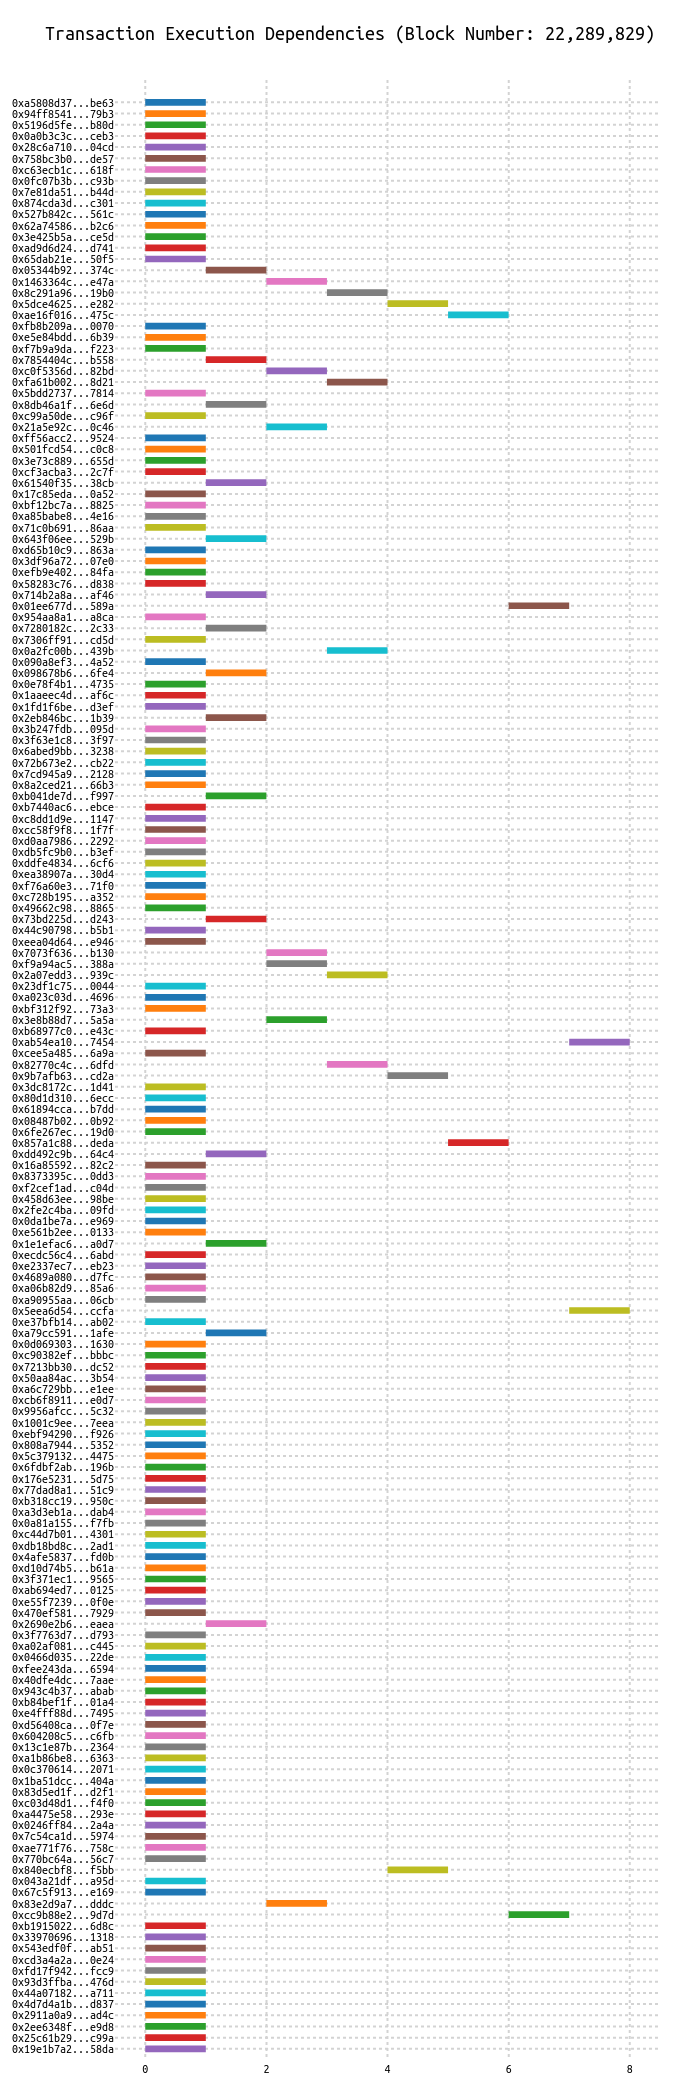 Transaction Execution Dependencies (Block Number: 22,289,829)
0xa5808d37...be63
0x94ff8541...79b3
0x5196d5fe...b80d
0x0a0b3c3c...ceb3
0x28c6a710...04cd
0x758bc3b0...de57
0xc63ecb1c...618f
0x0fc07b3b...c93b
0x7e81da51...b44d
0x874cda3d...c301
0x527b842c...561c
0x62a74586...b2c6
0x3e425b5a...ce5d
0xad9d6d24...d741
0x65dab21e...50f5
0x05344b92...374c
0x1463364c...e47a
0x8c291a96...19b0
0x5dce4625...e282
0xae16f016...475c
0xfb8b209a...0070
0xe5e84bdd...6b39
0xf7b9a9da...f223
0x7854404c...b558
0xc0f5356d...82bd
0xfa61b002...8d21
0x5bdd2737...7814
0x8db46a1f...6e6d
0xc99a50de...c96f
0x21a5e92c...0c46
0xff56acc2...9524
0x501fcd54...c0c8
0x3e73c889...655d
0xcf3acba3...2c7f
0x61540f35...38cb
0x17c85eda...0a52
0xbf12bc7a...8825
0xa85babe8...4e16
0x71c0b691...86aa
0x643f06ee...529b
0xd65b10c9...863a
0x3df96a72...07e0
0xefb9e402...84fa
0x58283c76...d838
0x714b2a8a...af46
0x01ee677d...589a
0x954aa8a1...a8ca
0x7280182c...2c33
0x7306ff91...cd5d
0x0a2fc00b...439b
0x090a8ef3...4a52
0x098678b6...6fe4
0x0e78f4b1...4735
0x1aaeec4d...af6c
0x1fd1f6be...d3ef
0x2eb846bc...1b39
0x3b247fdb...095d
0x3f63e1c8...3f97
0x6abed9bb...3238
0x72b673e2...cb22
0x7cd945a9...2128
0x8a2ced21...66b3
0xb041de7d...f997
0xb7440ac6...ebce
0xc8dd1d9e...1147
0xcc58f9f8...1f7f
0xd0aa7986...2292
0xdb5fc9b0...b3ef
0xddfe4834...6cf6
0xea38907a...30d4
0xf76a60e3...71f0
0xc728b195...a352
0x49662c98...8865
0x73bd225d...d243
0x44c90798...b5b1
0xeea04d64...e946
0x7073f636...b130
0xf9a94ac5...388a
0x2a07edd3...939c
0x23df1c75...0044
0xa023c03d...4696
0xbf312f92...73a3
0x3e8b88d7...5a5a
0xb68977c0...e43c
0xab54ea10...7454
0xcee5a485...6a9a
0x82770c4c...6dfd
0x9b7afb63...cd2a
0x3dc8172c...1d41
0x80d1d310...6ecc
0x61894cca...b7dd
0x08487b02...0b92
0x6fe267ec...19d0
0x857a1c88...deda
0xdd492c9b...64c4
0x16a85592...82c2
0x8373395c...0dd3
0xf2cef1ad...c04d
0x458d63ee...98be
0x2fe2c4ba...09fd
0x0da1be7a...e969
0xe561b2ee...0133
0x1e1efac6...a0d7
0xecdc56c4...6abd
0xe2337ec7...eb23
0x4689a080...d7fc
0xa06b82d9...85a6
0xa90955aa...06cb
0x5eea6d54...ccfa
0xe37bfb14...ab02
0xa79cc591...1afe
0x0d069303...1630
0xc90382ef...bbbc
0x7213bb30...dc52
0x50aa84ac...3b54
0xa6c729bb...e1ee
0xcb6f8911...e0d7
0x9956afcc...5c32
0x1001c9ee...7eea
0xebf94290...f926
0x808a7944...5352
0x5c379132...4475
0x6fdbf2ab...196b
0x176e5231...5d75
0x77dad8a1...51c9
0xb318cc19...950c
0xa3d3eb1a...dab4
0x0a81a155...f7fb
0xc44d7b01...4301
0xdb18bd8c...2ad1
0x4afe5837...fd0b
0xd10d74b5...b61a
0x3f371ec1...9565
0xab694ed7...0125
0xe55f7239...0f0e
0x470ef581...7929
0x2690e2b6...eaea
0x3f7763d7...d793
0xa02af081...c445
0x0466d035...22de
0xfee243da...6594
0x40dfe4dc...7aae
0x943c4b37...abab
0xb84bef1f...01a4
0xe4fff88d...7495
0xd56408ca...0f7e
0x604208c5...c6fb
0x13c1e87b...2364
0xa1b86be8...6363
0x0c370614...2071
0x1ba51dcc...404a
0x83d5ed1f...d2f1
0xc03d48d1...f4f0
0xa4475e58...293e
0x0246ff84...2a4a
0x7c54ca1d...5974
0xae771f76...758c
0x770bc64a...56c7
0x840ecbf8...f5bb
0x043a21df...a95d
0x67c5f913...e169
0x83e2d9a7...dddc
0xcc9b88e2...9d7d
0xb1915022...6d8c
0x33970696...1318
0x543edf0f...ab51
0xcd3a4a2a...0e24
0xfd17f942...fcc9
0x93d3ffba...476d
0x44a07182...a711
0x4d7d4a1b...d837
0x2911a0a9...ad4c
0x2ee6348f...e9d8
0x25c61b29...c99a
0x19e1b7a2...58da
0 2 4 6 8